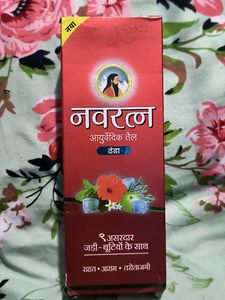 नया
नवरत्न
आयुर्वेदिक तेल
ठंडा
९ असरदार
जड़ी-बूटियों के साथ
राहत • आराम • तरोताजगी